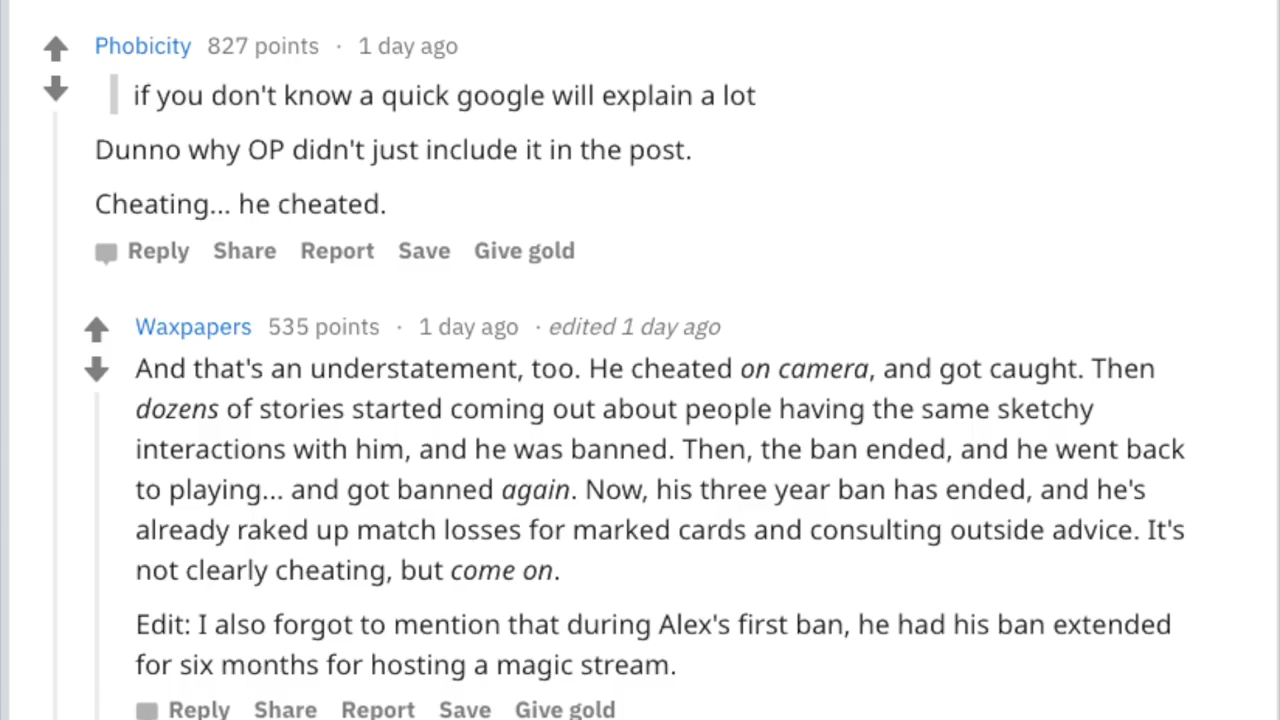 Phobicity 827 points · 1 day ago
if you don't know a quick google will explain a lot
Dunno why OP didn't just include it in the post.
Cheating... he cheated.
Reply Share Report Save Give gold
Waxpapers 535 points · 1 day ago · edited 1 day ago
And that's an understatement, too. He cheated on camera, and got caught. Then
dozens of stories started coming out about people having the same sketchy
interactions with him, and he was banned. Then, the ban ended, and he went back
to playing... and got banned again. Now, his three year ban has ended, and he's
already raked up match losses for marked cards and consulting outside advice. It's
not clearly cheating, but come on.
Edit: I also forgot to mention that during Alex's first ban, he had his ban extended
for six months for hosting a magic stream.
Reply Share Report Save Give gold